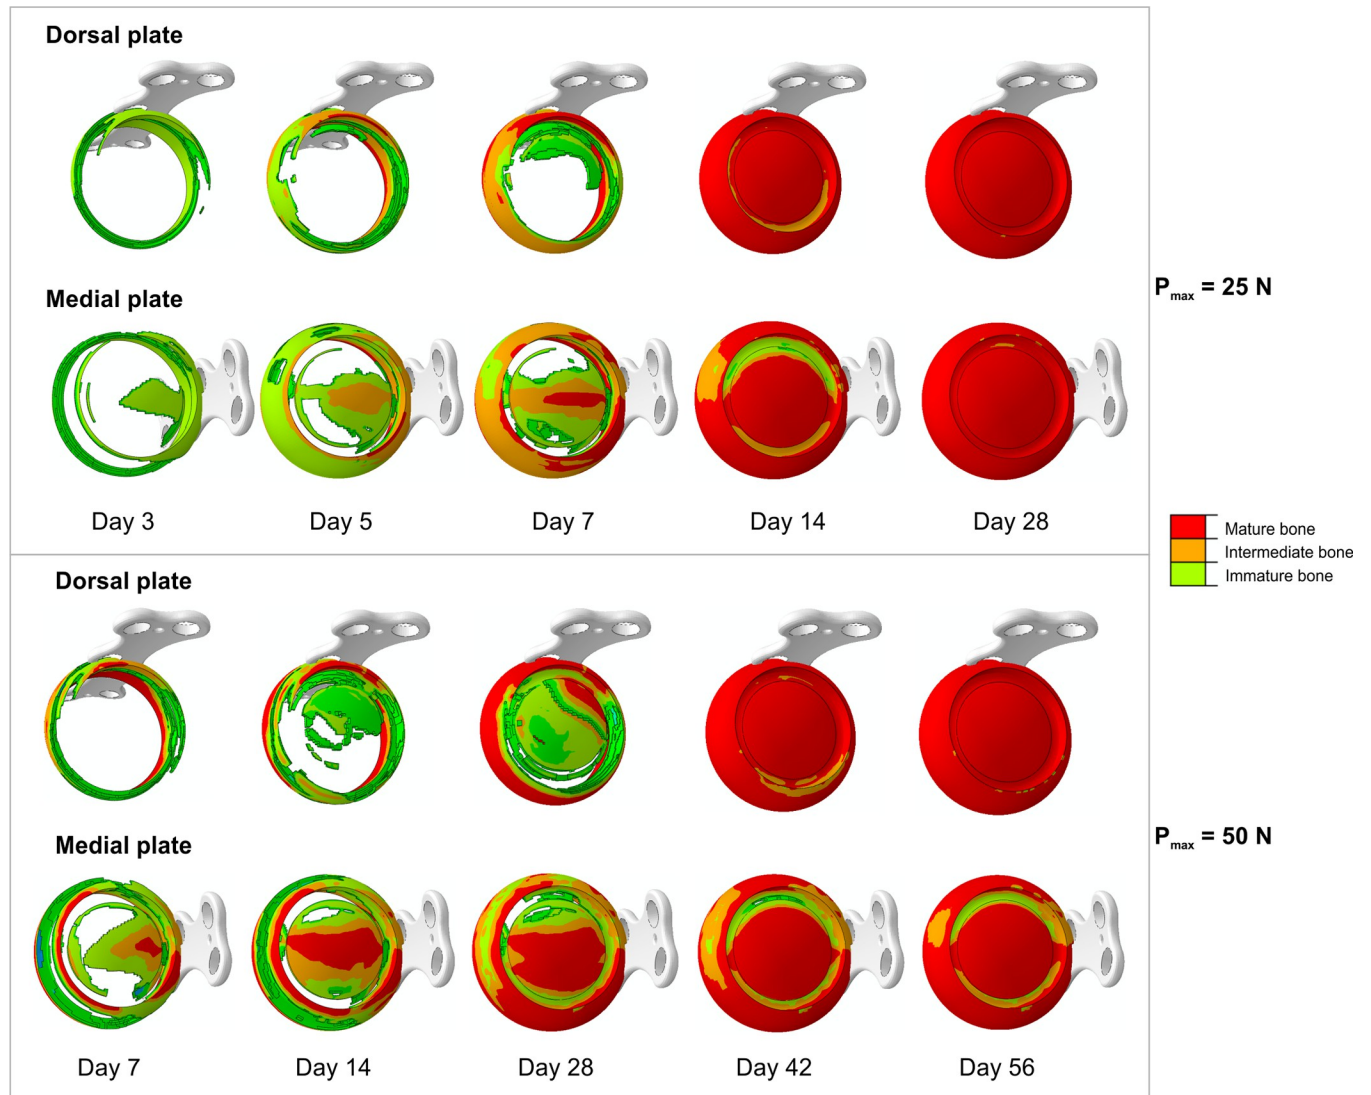 Dorsal plate
Medial plate
Day 3
Day 5
Day 7
Day 14
Day 28
Pmax = 25 N
Mature bone
Intermediate bone
Immature bone
Dorsal plate
Medial plate
Day 7
Day 14
Day 28
Day 42
Day 56
Pmax = 50 N